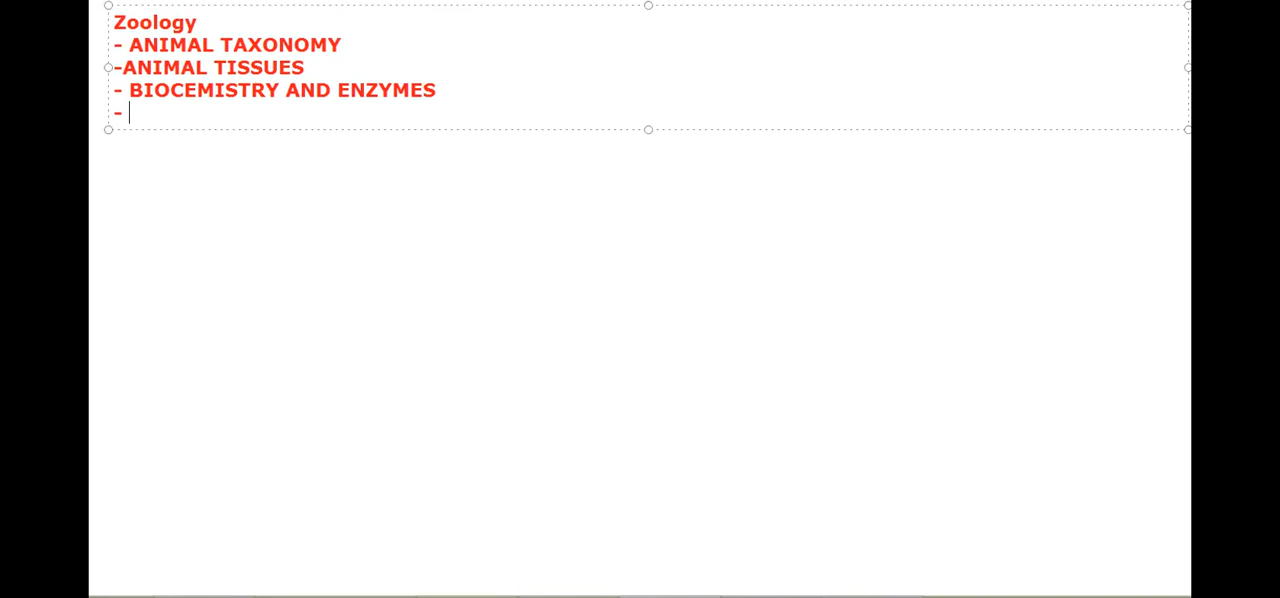 Zoology
- ANIMAL TAXONOMY
-ANIMAL TISSUES
- BIOCEMISTRY AND ENZYMES
-